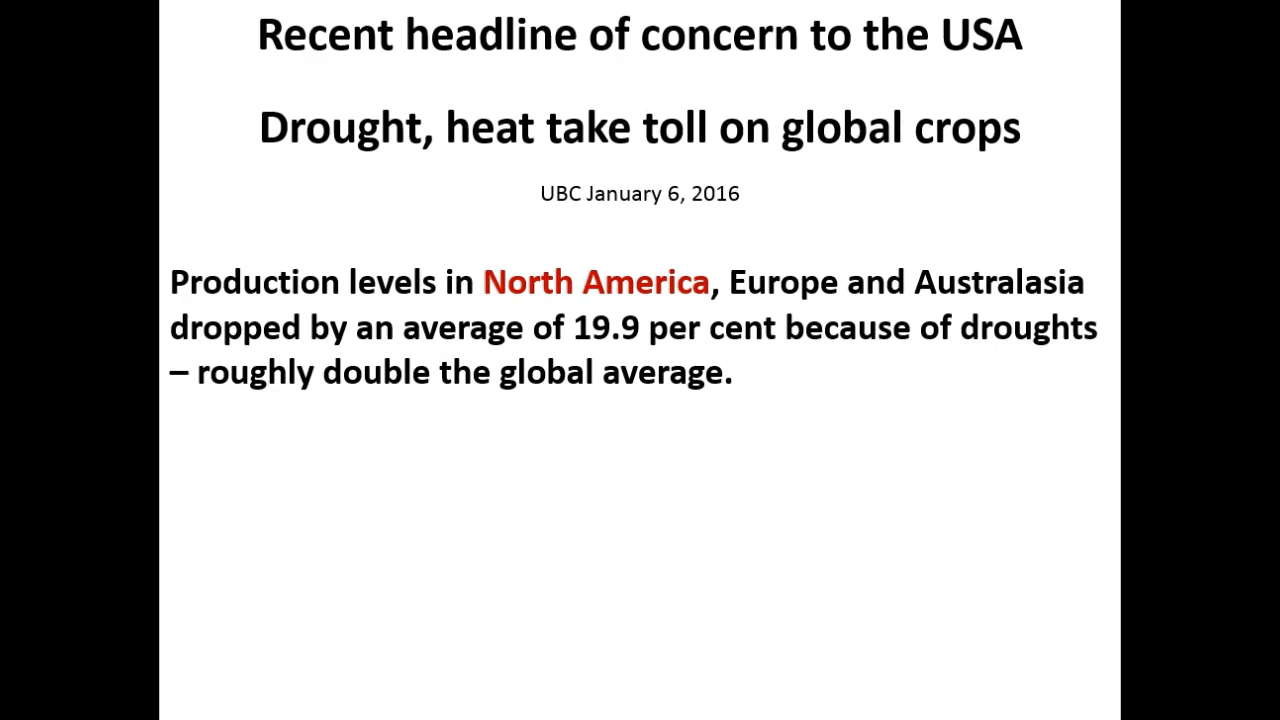 Recent headline of concern to the USA
Drought, heat take toll on global crops
UBC January 6, 2016
Production levels in North America, Europe and Australasia
dropped by an average of 19.9 per cent because of droughts
– roughly double the global average.